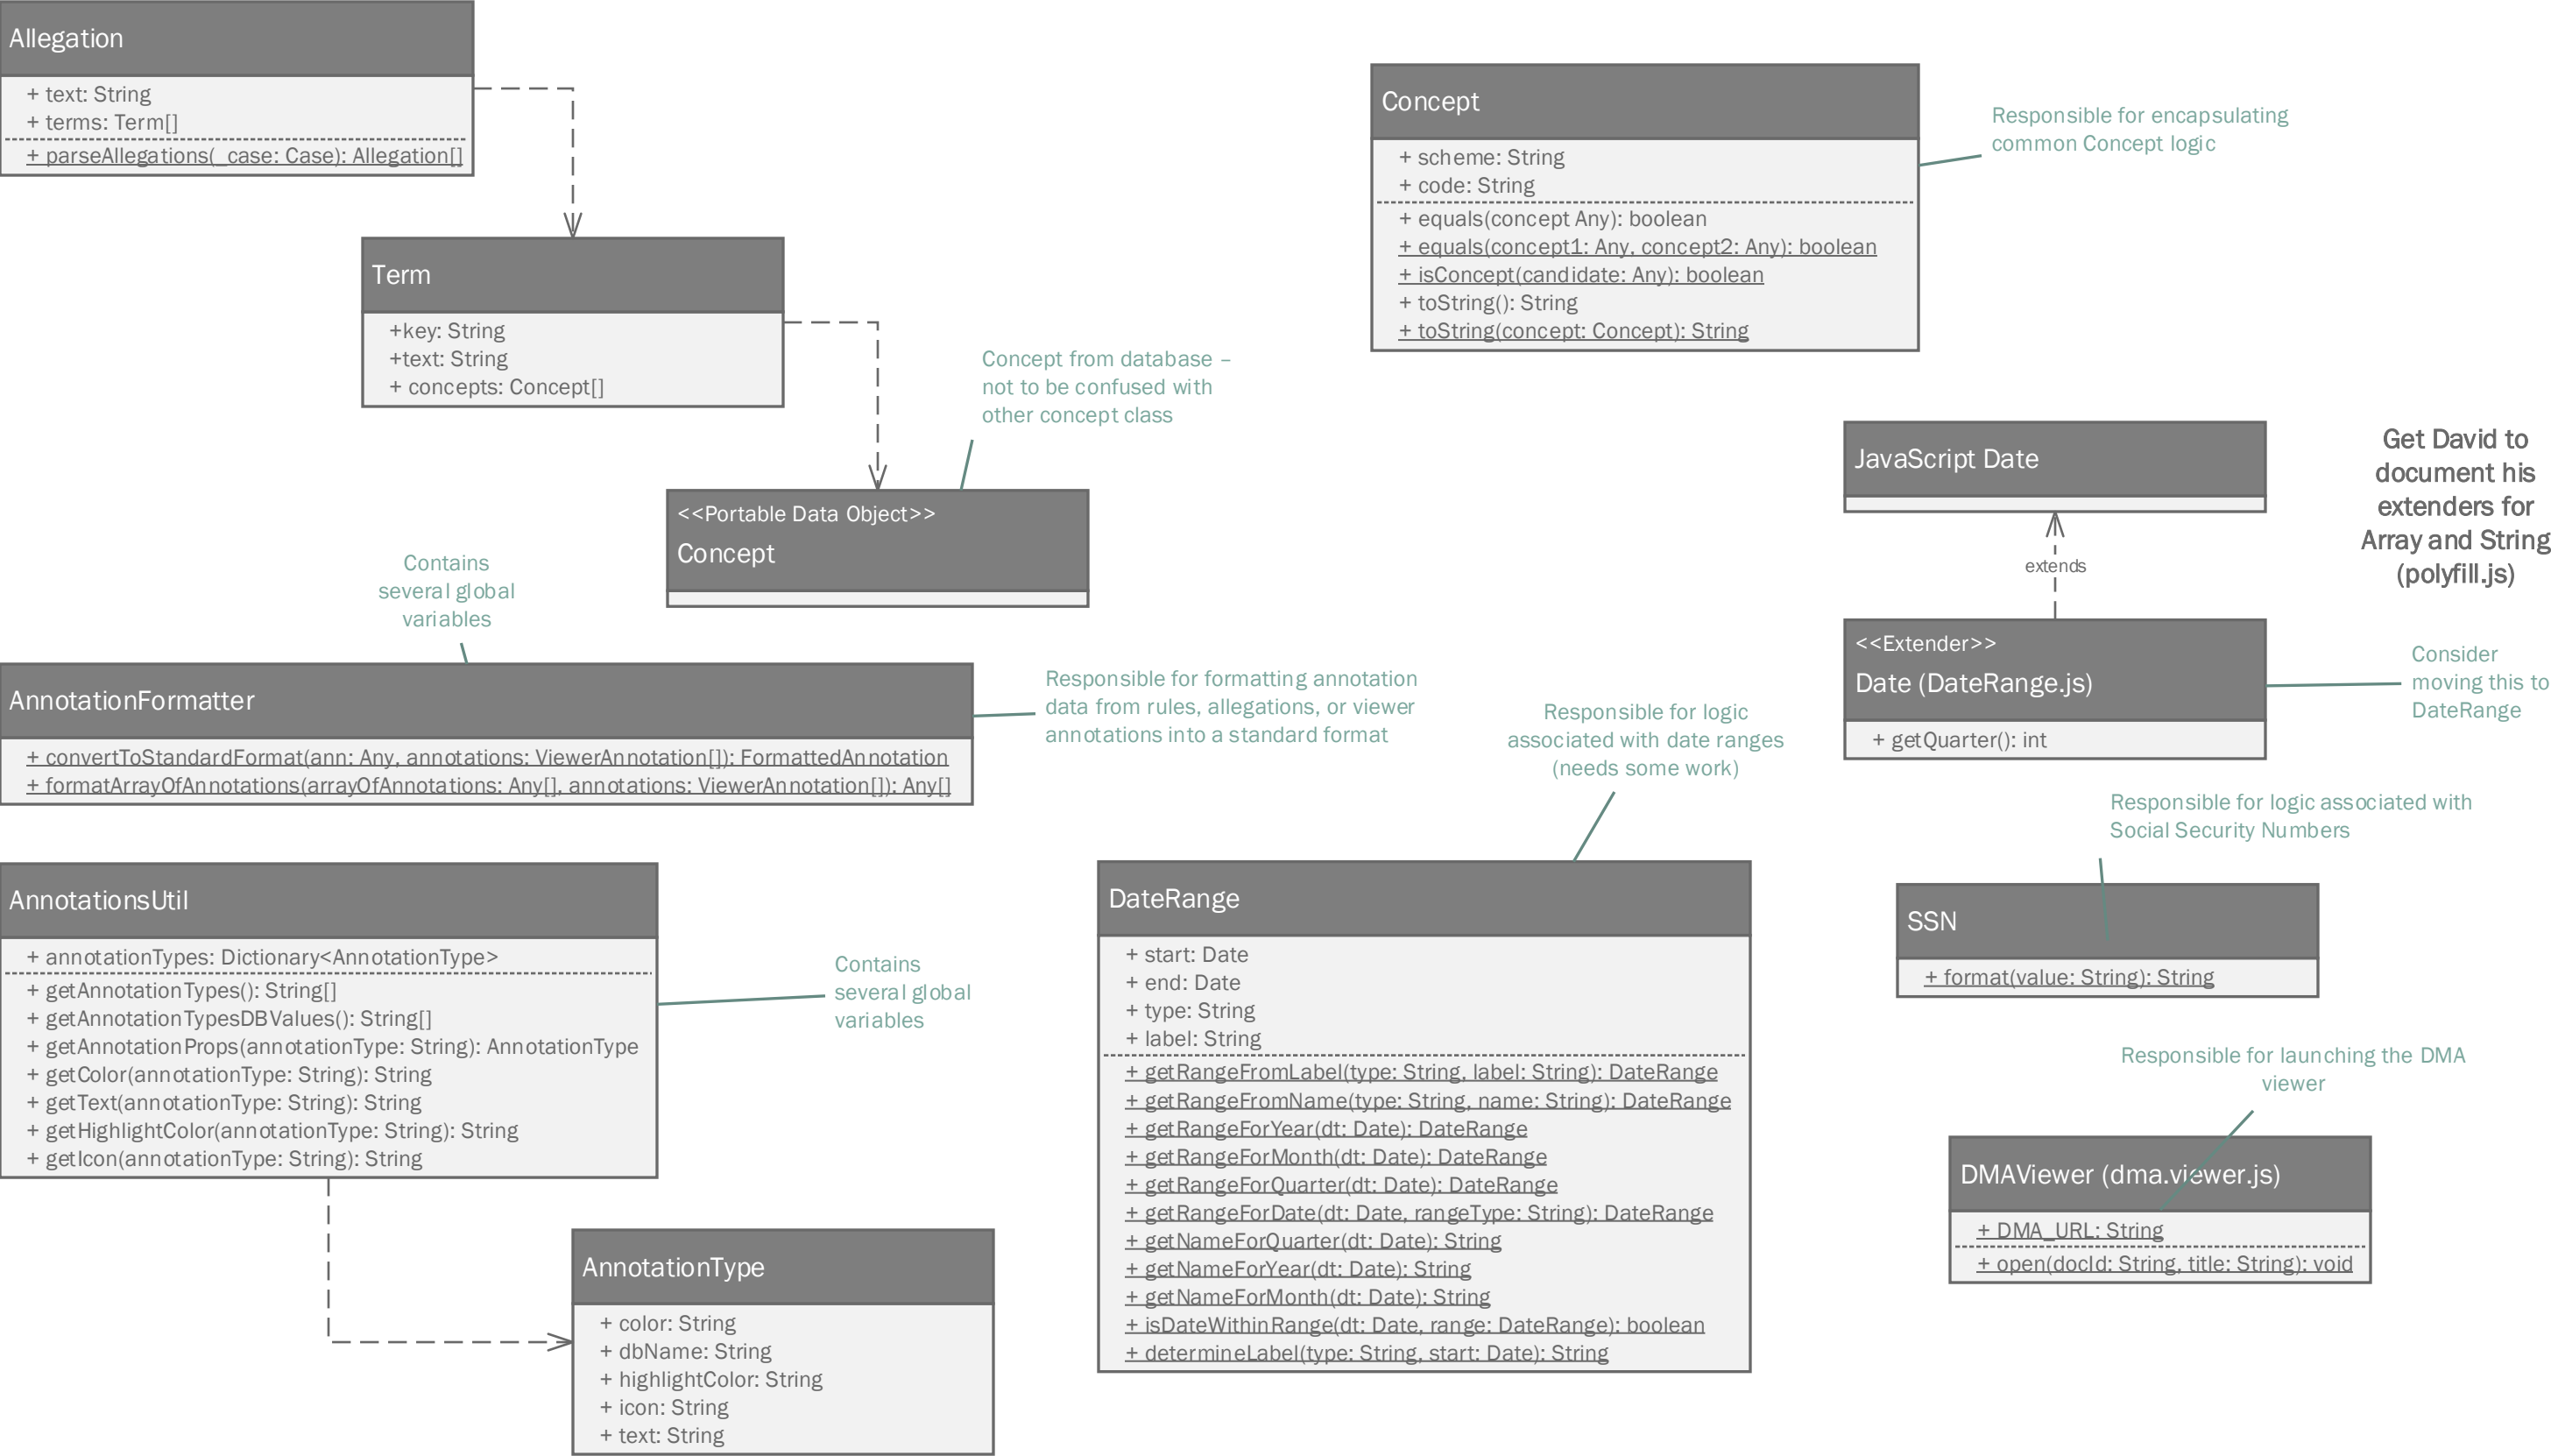 Allegation
+ text: String
+ terms: Term[]
+ parseAllegations(_case: Case): Allegation[]
Term
+key: String
+text: String
+ concepts: Concept[]
Concept from database –
not to be confused with
other concept class
<<Portable Data Object>>
Concept
Concept
+ scheme: String
+ code: String
+ equals(concept Any): boolean
+ equals(concept1: Any, concept2: Any): boolean
+ isConcept(candidate: Any): boolean
+ toString(): String
+ toString(concept: Concept): String
Responsible for encapsulating
common Concept logic
JavaScript Date
extends
<<Extender>>
Date (DateRange.js)
+ getQuarter(): int
Get David to
document his
extenders for
Array and String
(polyfill.js)
Consider
moving this to
DateRange
Contains
several global
variables
AnnotationFormatter
+ convertToStandardFormat(ann: Any, annotations: ViewerAnnotation[]): FormattedAnnotation
+ formatArrayOfAnnotations(arrayOfAnnotations: Any[], annotations: ViewerAnnotation[]): Any[]
Responsible for formatting annotation
data from rules, allegations, or viewer
annotations into a standard format
AnnotationsUtil
+ annotationTypes: Dictionary<AnnotationType>
+ getAnnotationTypes(): String[]
+ getAnnotationTypesDBValues(): String[]
+ getAnnotationProps(annotationType: String): AnnotationType
+ getColor(annotationType: String): String
+ getText(annotationType: String): String
+ getHighlightColor(annotationType: String): String
+ getIcon(annotationType: String): String
Contains
several global
variables
AnnotationType
+ color: String
+ dbName: String
+ highlightColor: String
+ icon: String
+ text: String
Responsible for logic
associated with date ranges
(needs some work)
DateRange
+ start: Date
+ end: Date
+ type: String
+ label: String
+ getRangeFromLabel(type: String, label: String): DateRange
+ getRangeFromName(type: String, name: String): DateRange
+ getRangeForYear(dt: Date): DateRange
+ getRangeForMonth(dt: Date): DateRange
+ getRangeForQuarter(dt: Date): DateRange
+ getRangeForDate(dt: Date, rangeType: String): DateRange
+ getNameForQuarter(dt: Date): String
+ getNameForYear(dt: Date): String
+ getNameForMonth(dt: Date): String
+ isDateWithinRange(dt: Date, range: DateRange): boolean
+ determineLabel(type: String, start: Date): String
Responsible for logic associated with
Social Security Numbers
SSN
+ format(value: String): String
Responsible for launching the DMA
viewer
DMAViewer (dma.viewer.js)
+ DMA_URL: String
+ open(docId: String, title: String): void